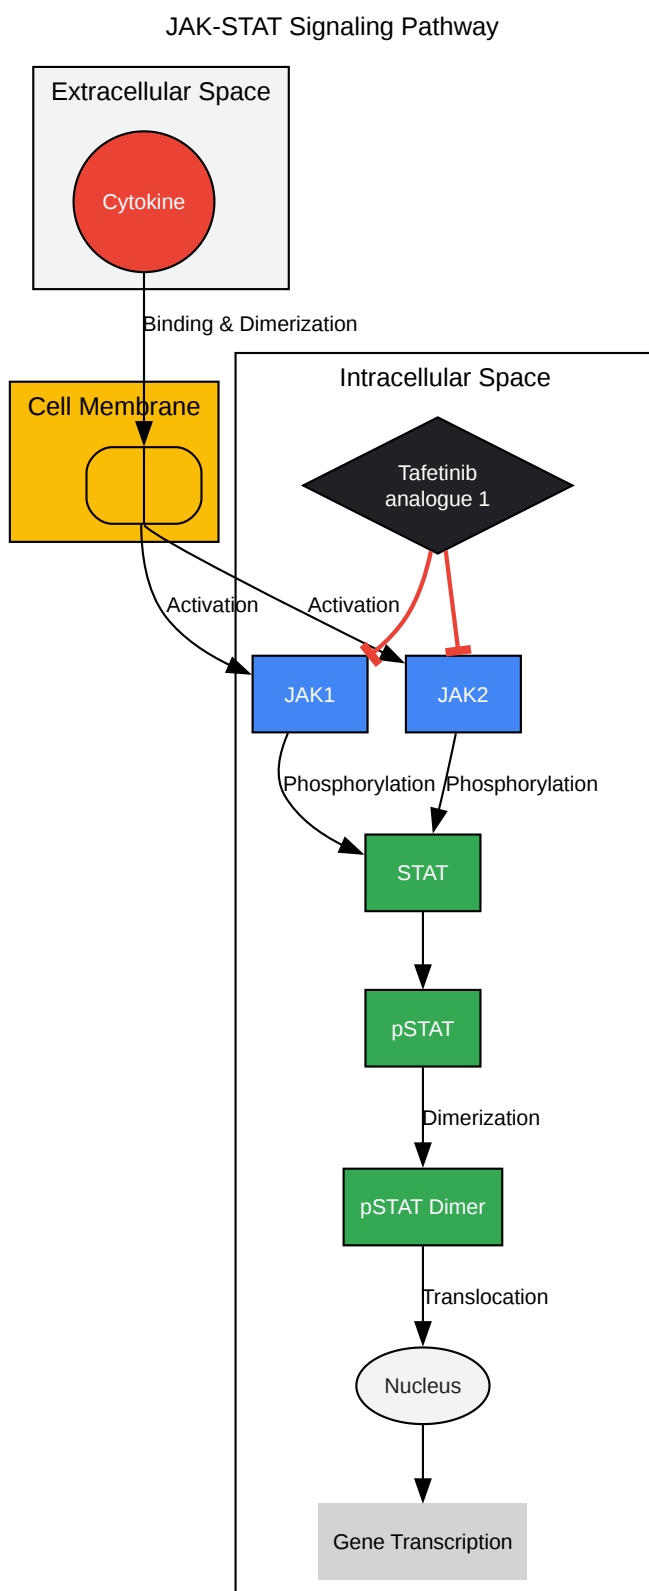 JAK-STAT Signaling Pathway
Extracellular Space
Cytokine
Binding & Dimerization
Cell Membrane
Intracellular Space
Tafetinib
analogue 1
Activation
Activation
JAK1
JAK2
Phosphorylation
Phosphorylation
STAT
pSTAT
Dimerization
pSTAT Dimer
Translocation
Nucleus
Gene Transcription